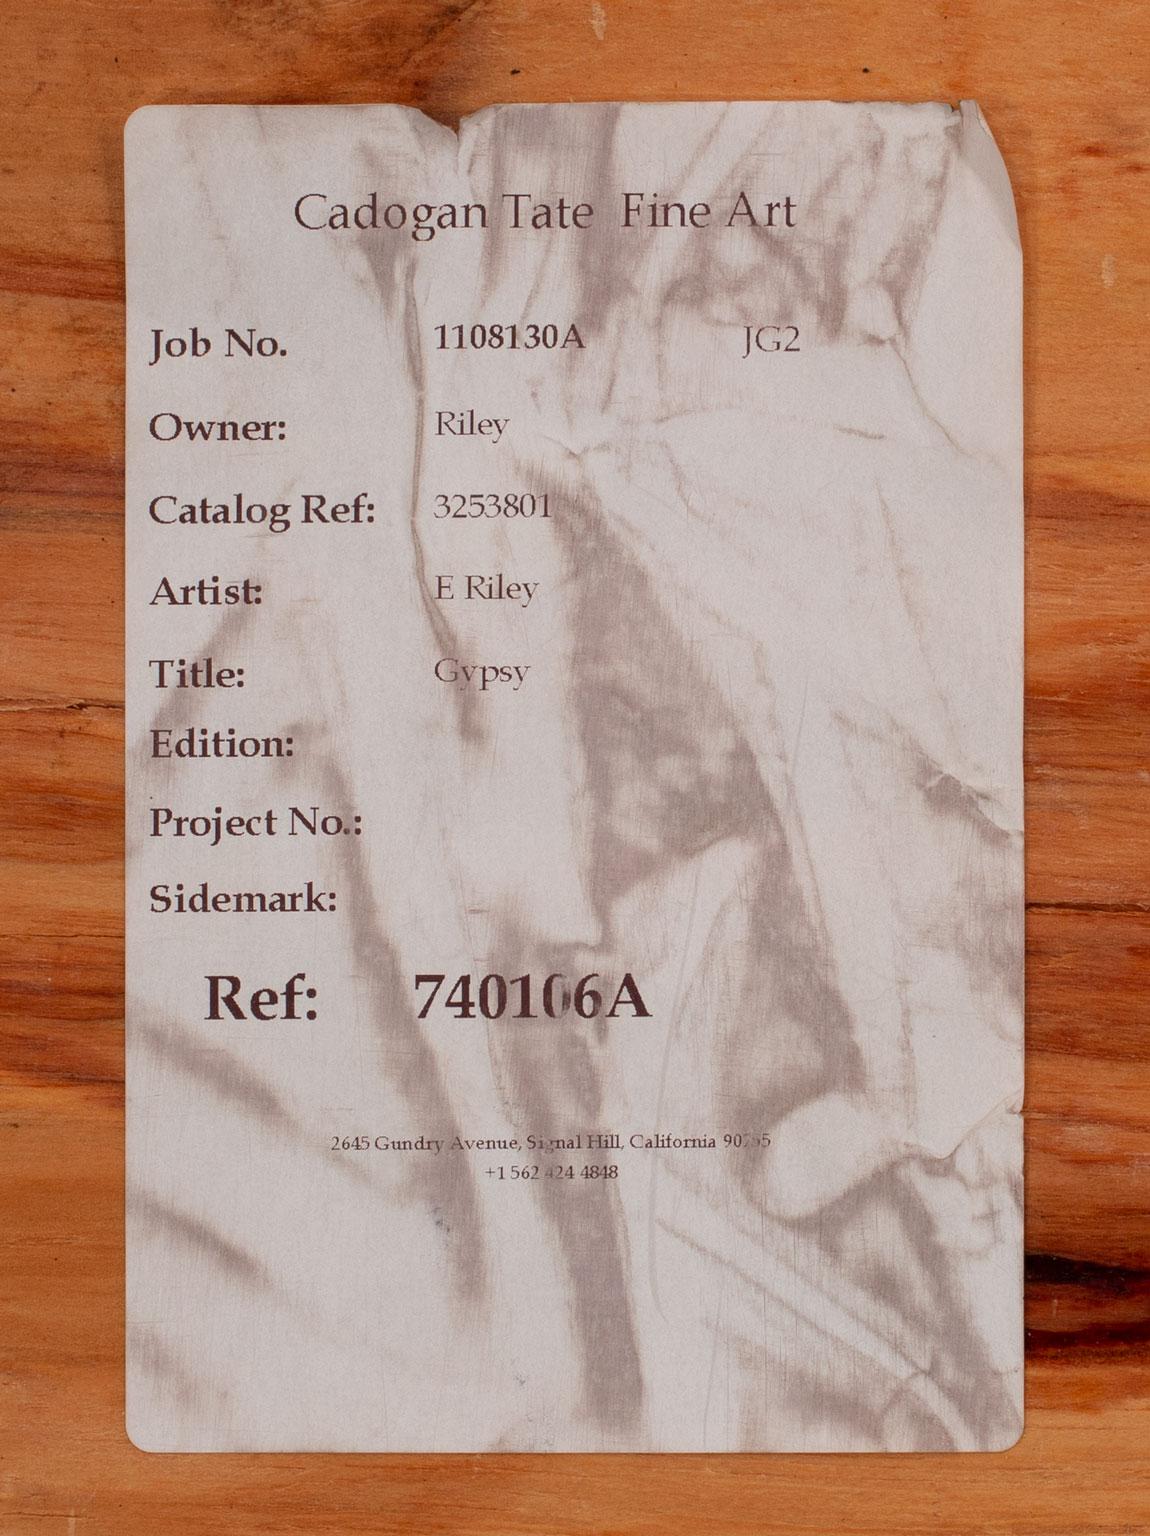 Cadogan Tate Fine Art
Job No. 1108130A JG2
Owner: Riley
Catalog Ref: 3253801
Artist: E Riley
Title: Gypsy
Edition:
Project No.:
Sidemark:
Ref: 740106A
2645 Gundry Avenue, Signal Hill, California
+1 562 424 4848